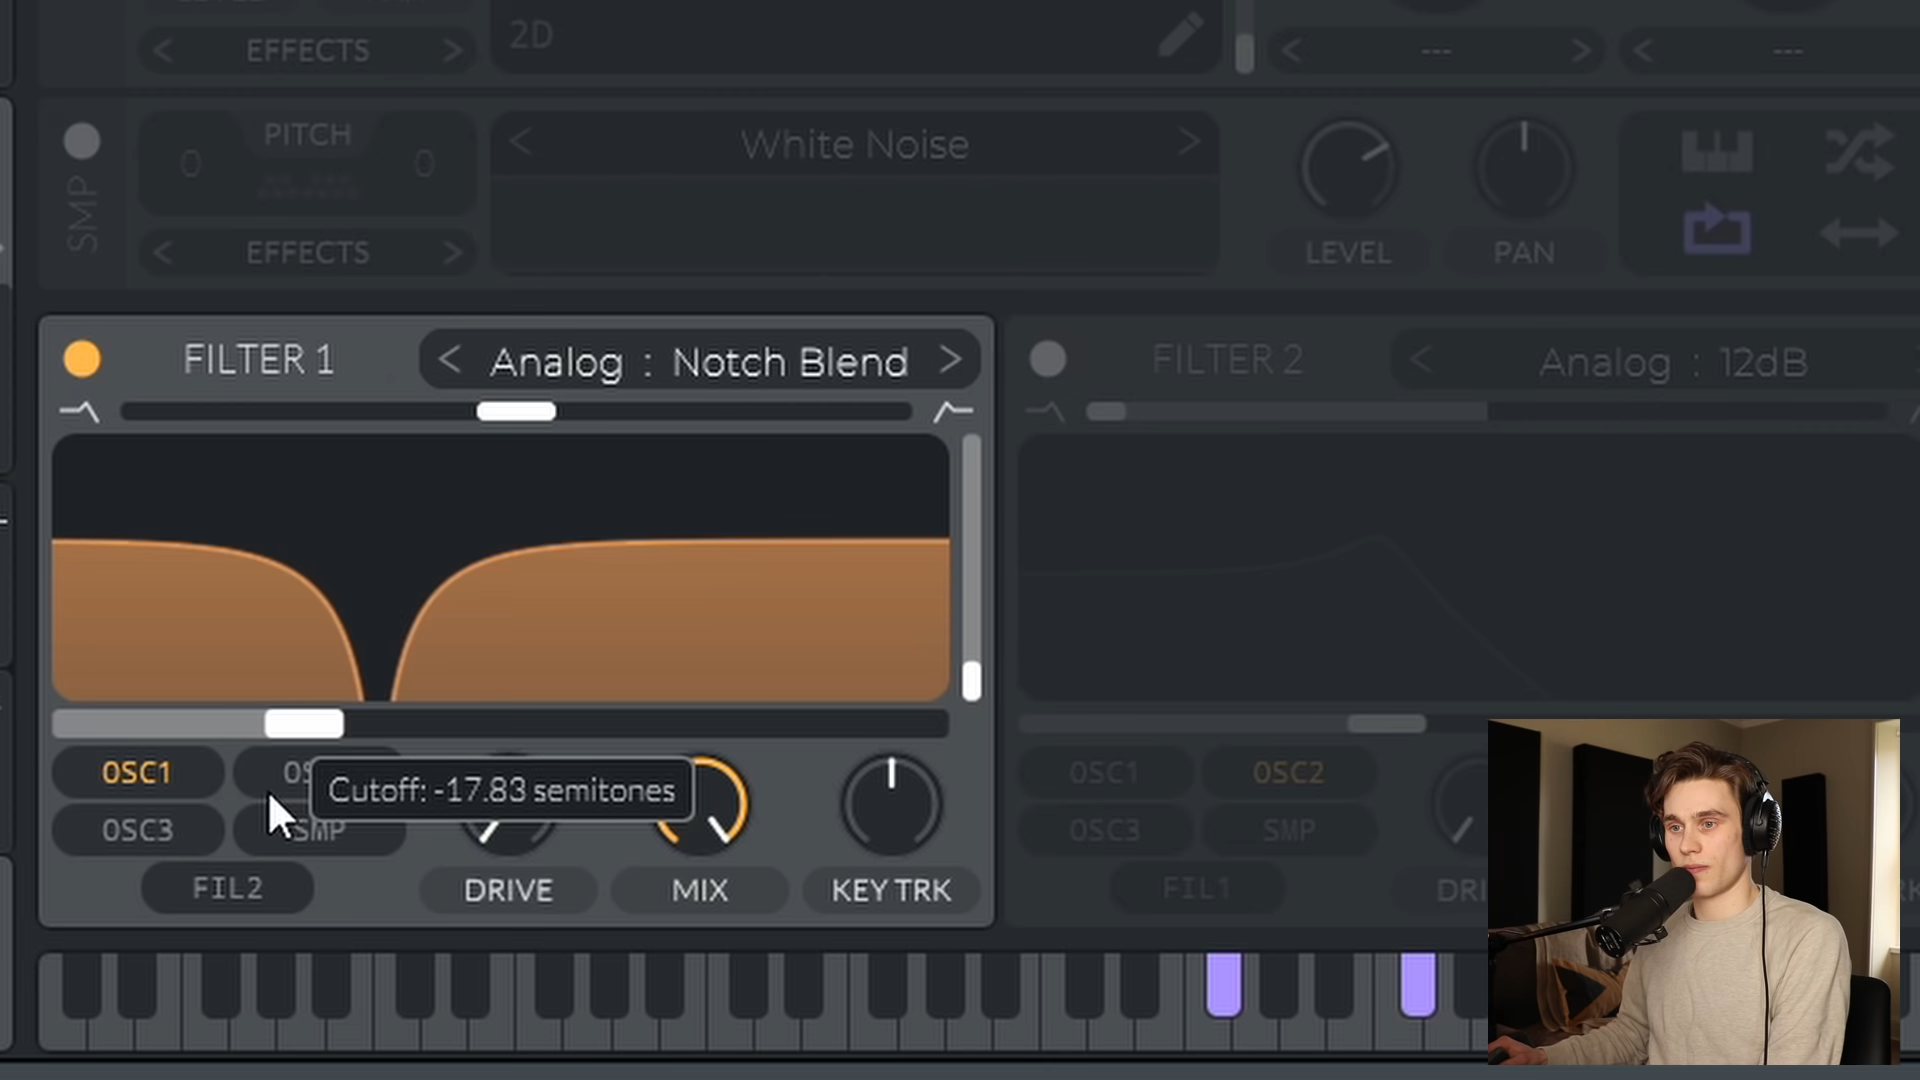 EFFECTS
2D
---
---
PITCH
0
0
SMP
EFFECTS
White Noise
LEVEL
PAN
FILTER 1
Analog : Notch Blend
FILTER 2
Analog : 12dB
OSC1
Cutoff: -17.83 semitones
OSC3
SMP
FIL2
DRIVE
MIX
KEY TRK
OSC1
OSC2
OSC3
SMP
FIL1